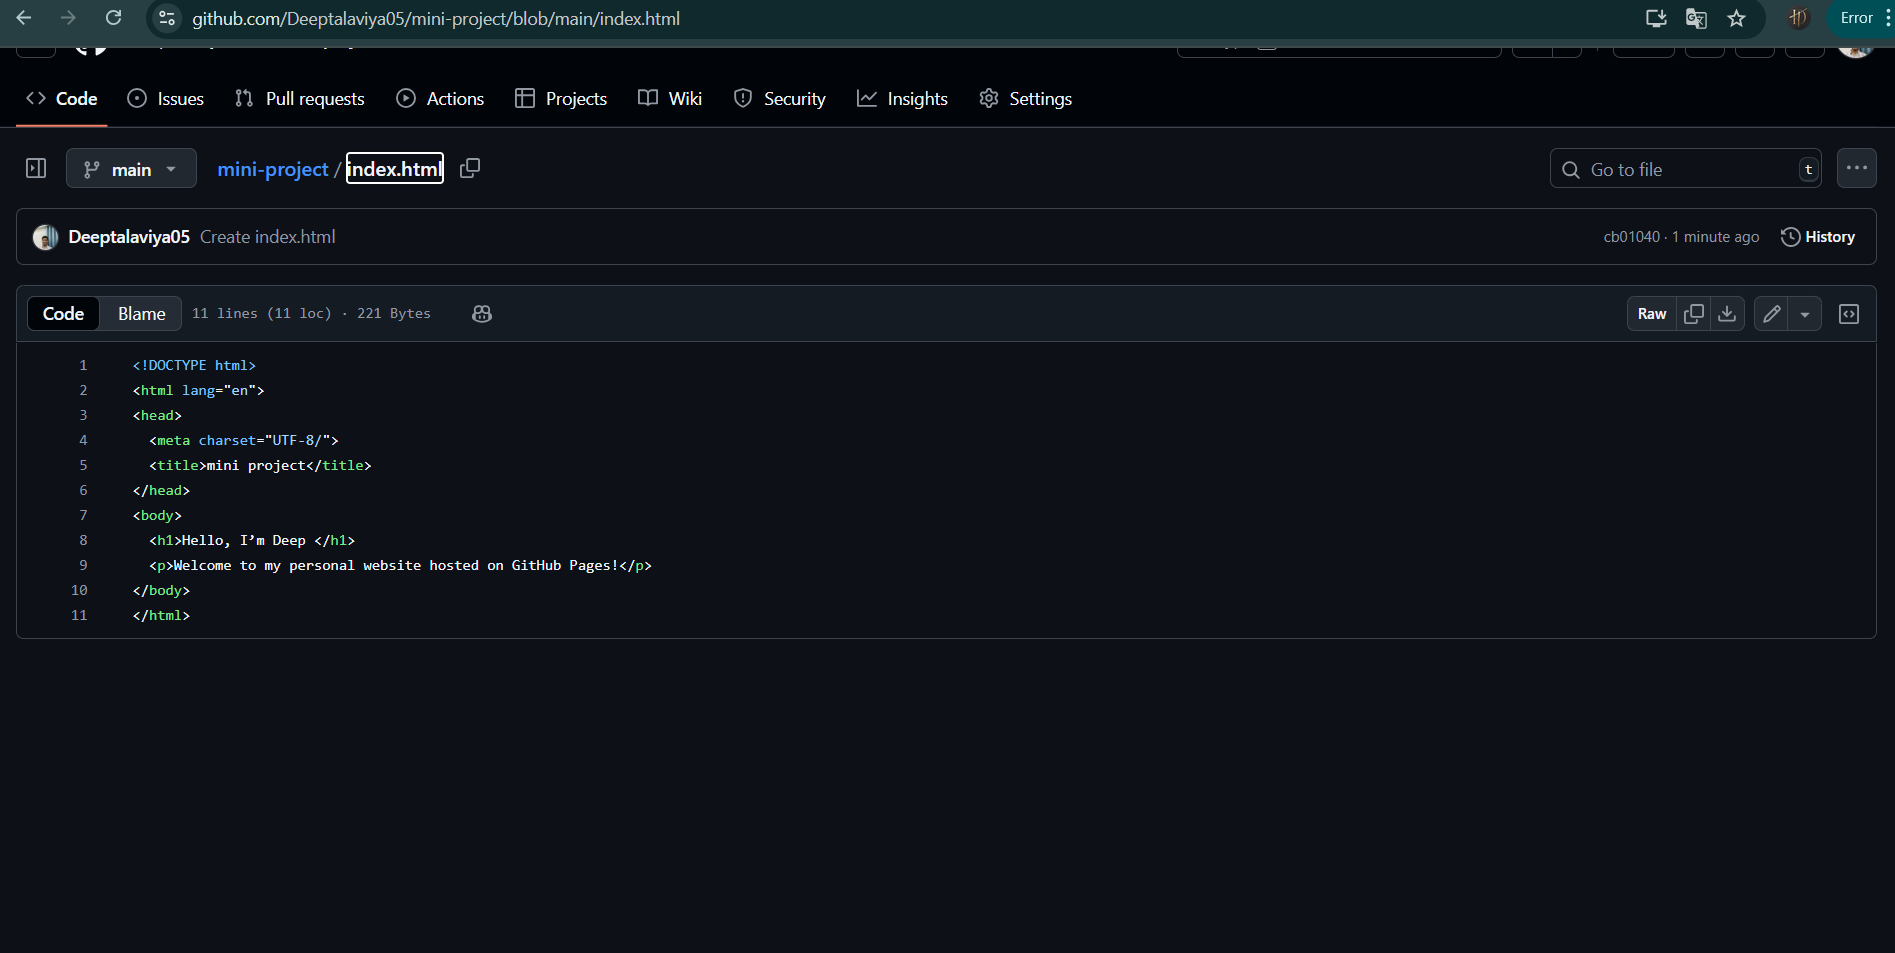 github.com/Deeptalaviya05/mini-project/blob/main/index.html
Error
Code Issues Pull requests Actions Projects Wiki Security Insights Settings
main mini-project / index.html Go to file t
Deeptalaviya05 Create index.html cb01040 · 1 minute ago History
Code Blame 11 lines (11 loc) · 221 Bytes Raw
1 <!DOCTYPE html>
2 <html lang="en">
3 <head>
4 <meta charset="UTF-8/">
5 <title>mini project</title>
6 </head>
7 <body>
8 <h1>Hello, I’m Deep </h1>
9 <p>Welcome to my personal website hosted on GitHub Pages!</p>
10 </body>
11 </html>